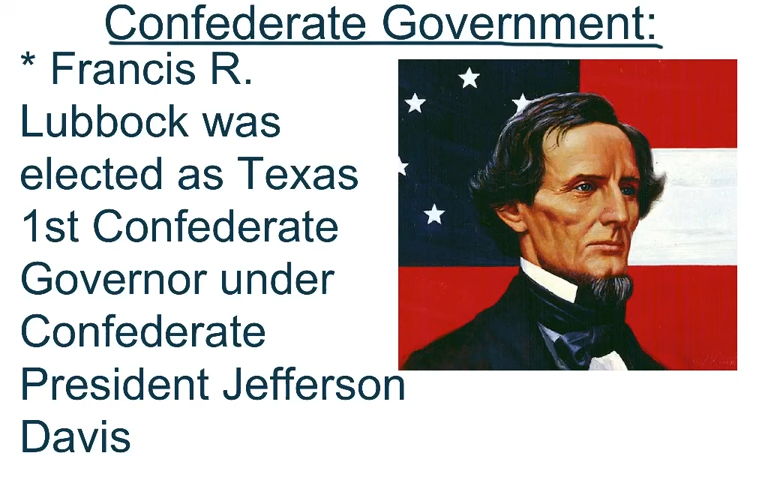 Confederate Government:
* Francis R.
Lubbock was
elected as Texas
1st Confederate
Governor under
Confederate
President Jefferson
Davis